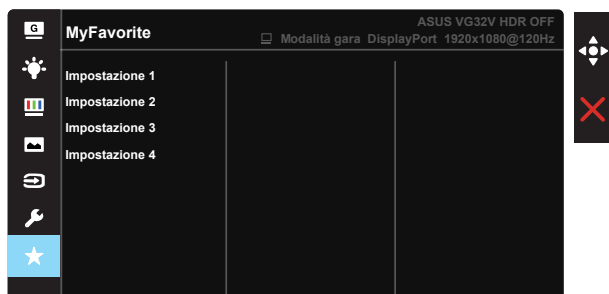 G
MyFavorite
ASUS VG32V HDR OFF
Modalità gara DisplayPort 1920x1080@120Hz
Impostazione 1
Impostazione 2
Impostazione 3
Impostazione 4